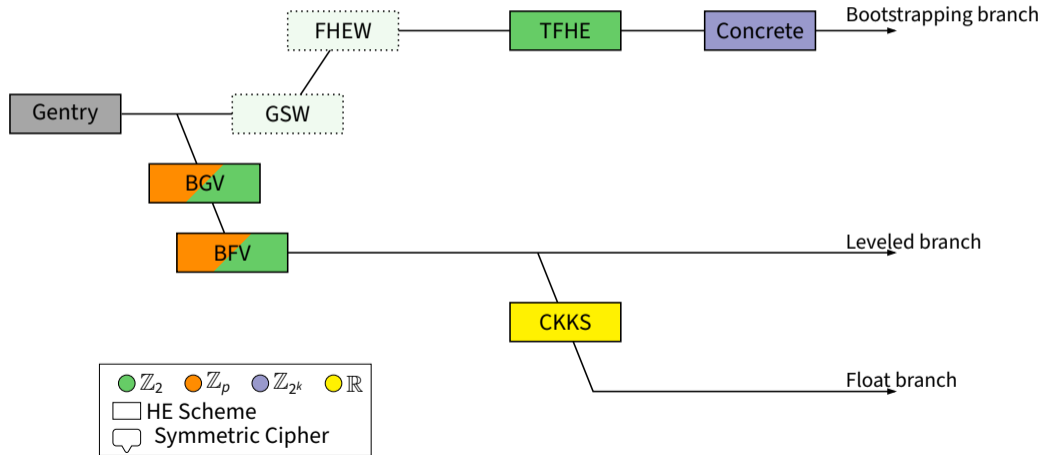 Bootstrapping branch
FHEW
TFHE
Concrete
Gentry
GSW
BGV
BFV
Leveled branch
CKKS
Float branch
ℤ₂ ℤₚ ℤ₂ᵏ ℝ
HE Scheme
Symmetric Cipher